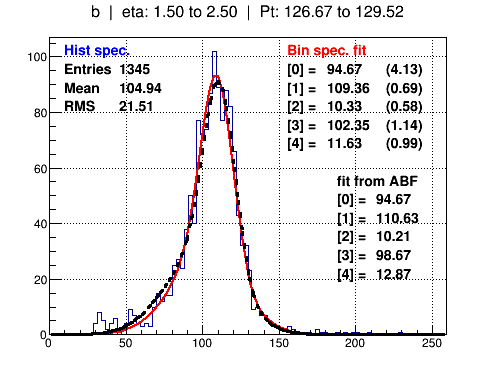 b | eta: 1.50 to 2.50 | Pt: 126.67 to 129.52
Hist spec.
Entries 1345
Mean 104.94
RMS 21.51
Bin spec. fit
[0] = 94.67 (4.13)
[1] = 109.36 (0.69)
[2] = 10.33 (0.58)
[3] = 102.35 (1.14)
[4] = 11.63 (0.99)
fit from ABF
[0] = 94.67
[1] = 110.63
[2] = 10.21
[3] = 98.67
[4] = 12.87
100
80
60
40
20
0
0 50 100 150 200 250